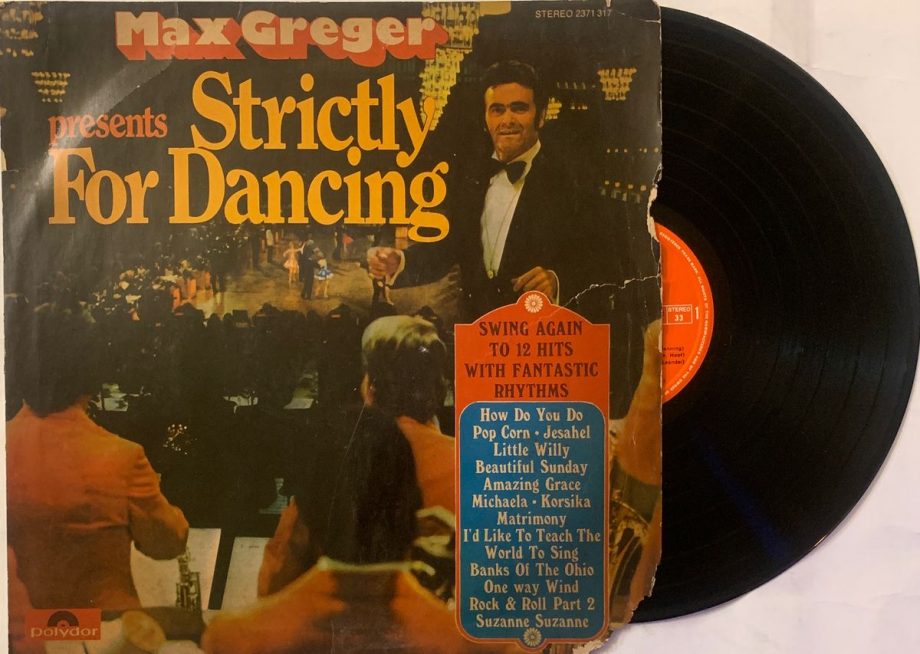 STEREO 2371 317
Max Greger
presents Strictly
For Dancing
SWING AGAIN
TO 12 HITS
WITH FANTASTIC
RHYTHMS
How Do You Do
Pop Corn • Jesahel
Little Willy
Beautiful Sunday
Amazing Grace
Michaela • Korsika
Matrimony
I'd Like To Teach The
World To Sing
Banks Of The Ohio
One way Wind
Rock & Roll Part 2
Suzanne Suzanne
polydor
STEREO
33
1